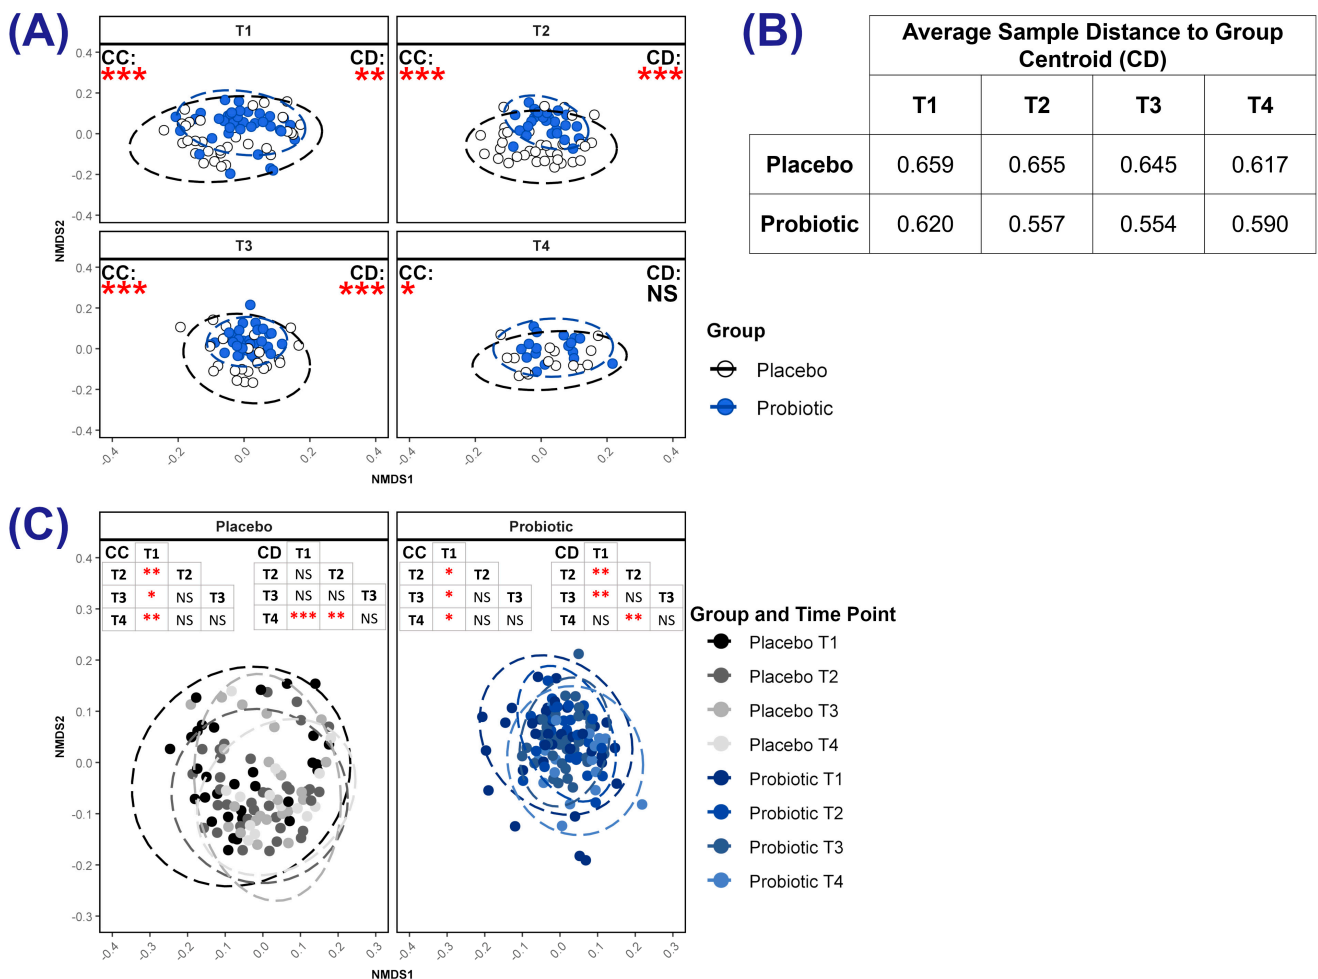 (A)
T1
T2
CC:
***
CD:
**
CC:
***
CD:
***
0.4
0.2
0.0
-0.2
-0.4
T3
T4
CC:
***
CD:
***
CC:
*
CD:
NS
0.4
0.2
0.0
-0.2
-0.4
NMDS2
-0.4 -0.2 0.0 0.2 0.4
-0.4 -0.2 0.0 0.2 0.4
NMDS1
(B)
Average Sample Distance to Group
Centroid (CD)
T1 T2 T3 T4
Placebo 0.659 0.655 0.645 0.617
Probiotic 0.620 0.557 0.554 0.590
Group
Placebo
Probiotic
(C)
Placebo
CC T1
T2 ** T2
T3 * NS T3
T4 ** NS NS
CD T1
T2 NS T2
T3 NS NS T3
T4 *** ** NS
Probiotic
CC T1
T2 * T2
T3 * NS T3
T4 * NS NS
CD T1
T2 ** T2
T3 ** NS T3
T4 NS ** NS
0.4
0.3
0.2
0.1
0.0
-0.1
-0.2
-0.3
NMDS2
-0.4 -0.3 -0.2 -0.1 0.0 0.1 0.2 0.3
-0.4 -0.3 -0.2 -0.1 0.0 0.1 0.2 0.3
NMDS1
Group and Time Point
Placebo T1
Placebo T2
Placebo T3
Placebo T4
Probiotic T1
Probiotic T2
Probiotic T3
Probiotic T4